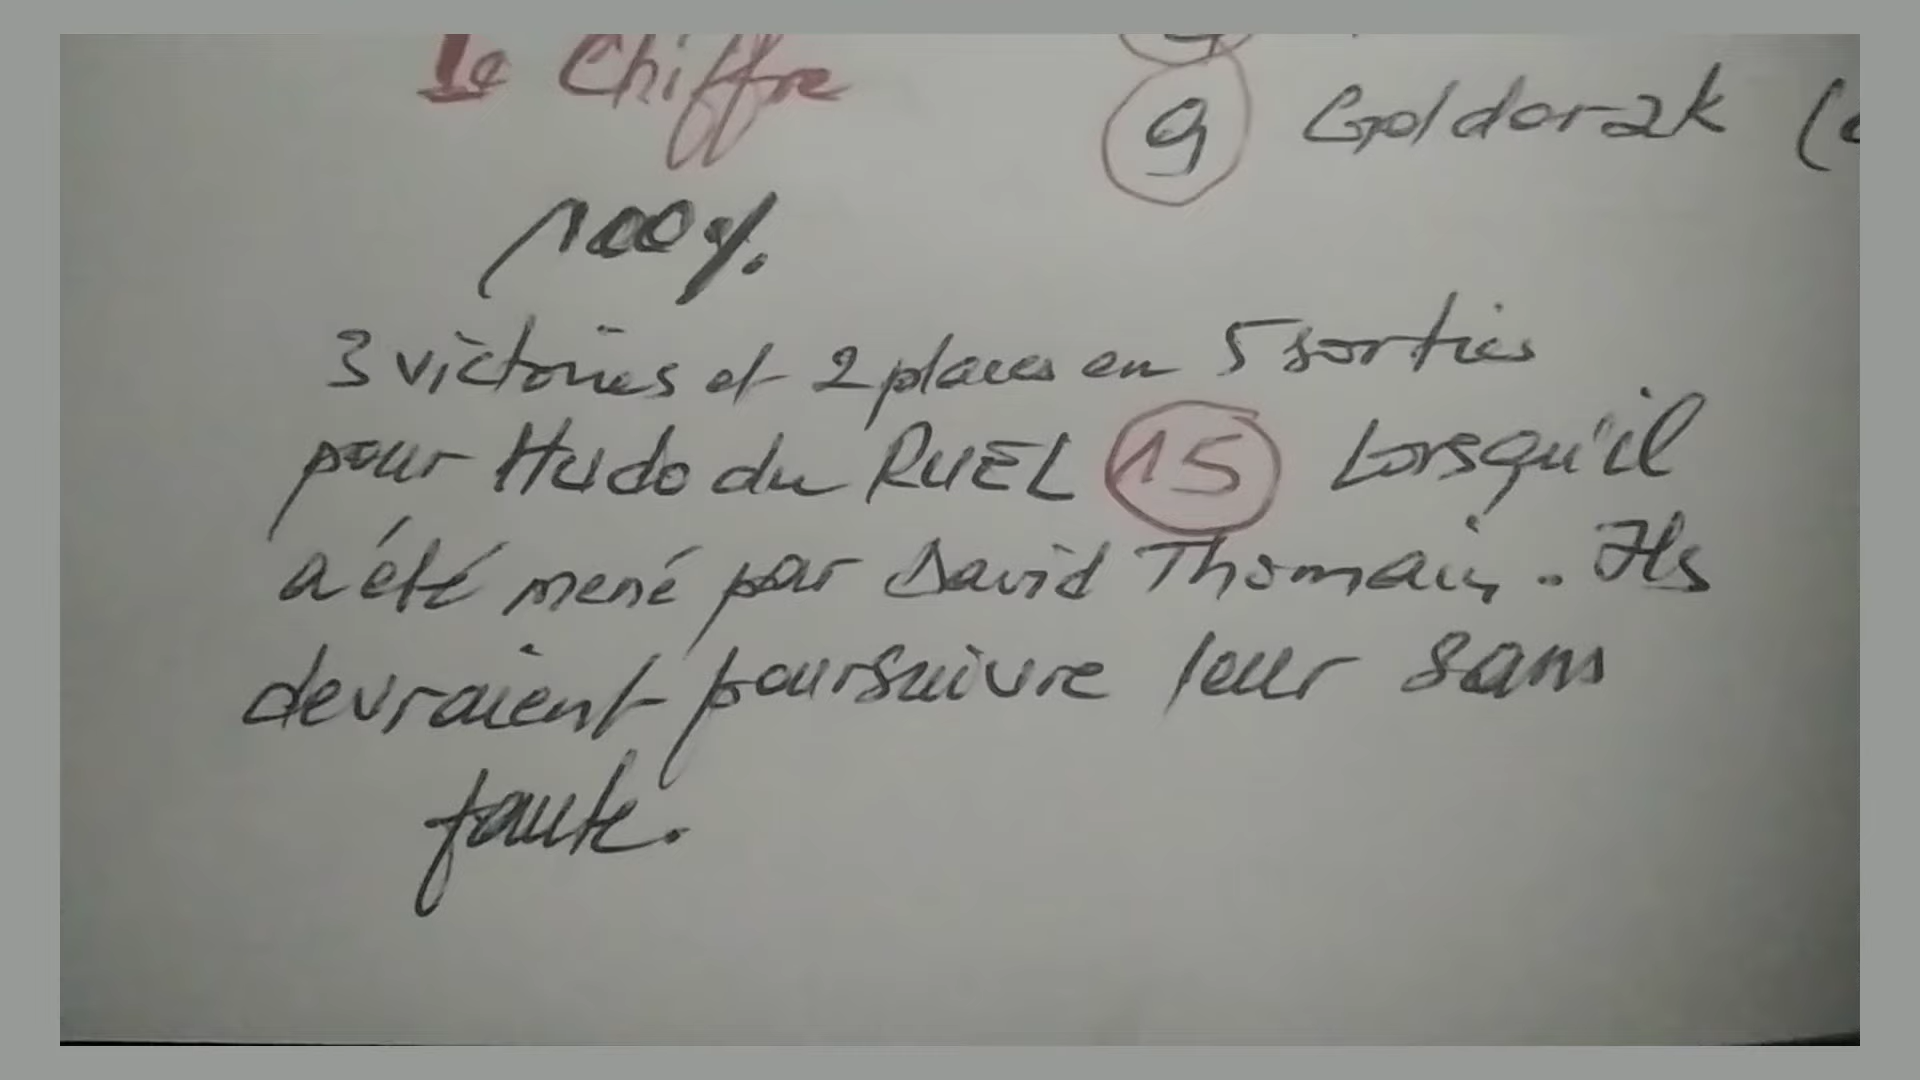 Le Chiffre
9 Goldorak (
100%.
3 victoires et 2 places en 5 sorties
pour Hudo du RUEL 15 Lorsqu'il
a été mené par David Thomain. Ils
devraient poursuivre leur sans
faute.